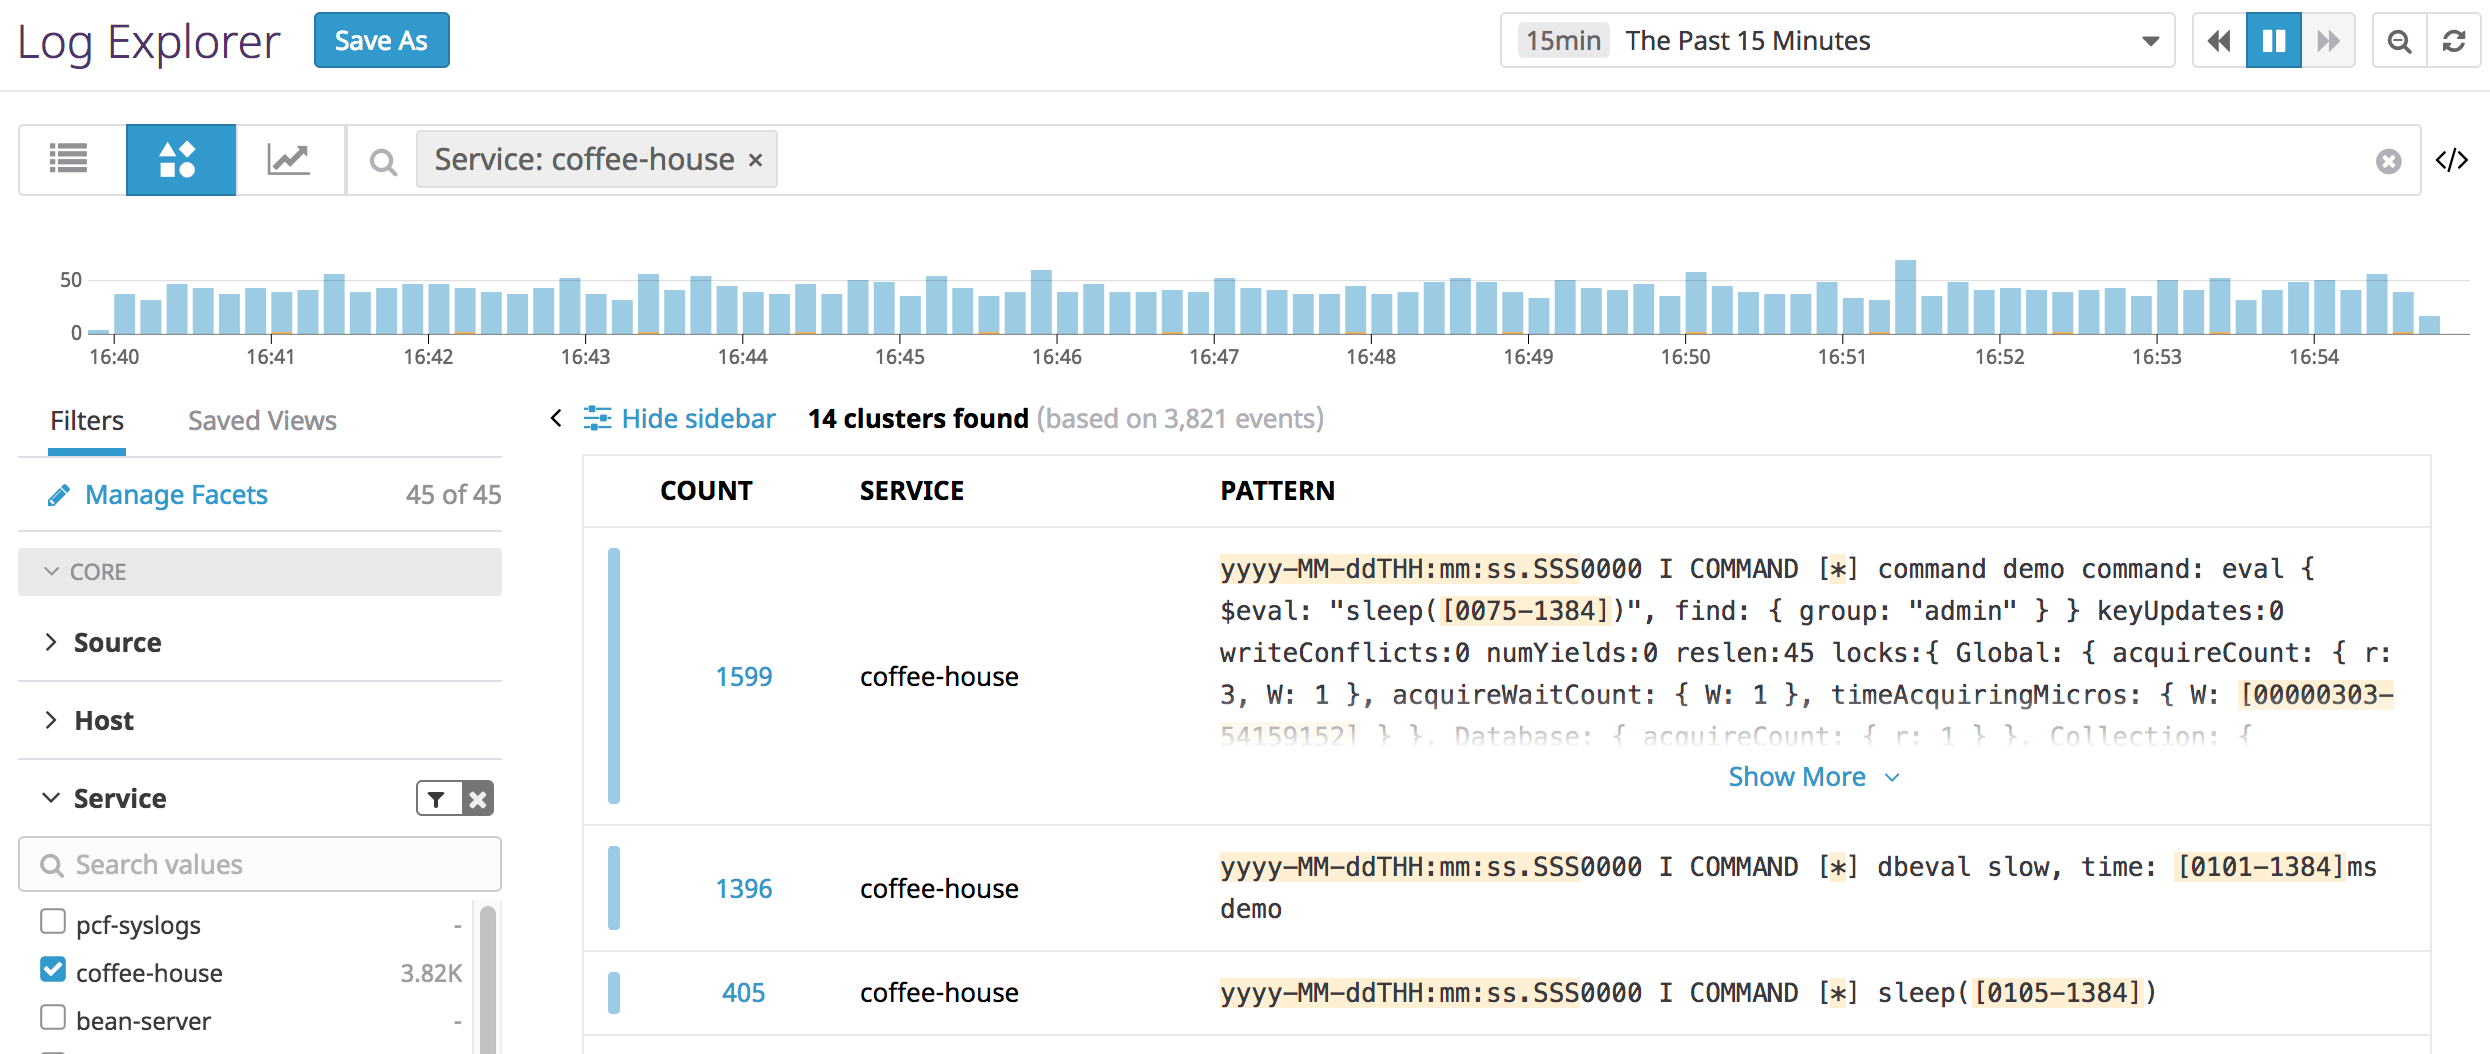 Log Explorer
Save As
15min The Past 15 Minutes
Service: coffee-house ×
</>
50
0
16:40 16:41 16:42 16:43 16:44 16:45 16:46 16:47 16:48 16:49 16:50 16:51 16:52 16:53 16:54
Filters Saved Views
Hide sidebar 14 clusters found (based on 3,821 events)
Manage Facets 45 of 45
CORE
Source
Host
Service
Search values
pcf-syslogs -
coffee-house 3.82K
bean-server -
COUNT SERVICE PATTERN
1599 coffee-house
yyyy-MM-ddTHH:mm:ss.SSS0000 I COMMAND [*] command demo command: eval {
$eval: "sleep([0075-1384])", find: { group: "admin" } } keyUpdates:0
writeConflicts:0 numYields:0 reslen:45 locks:{ Global: { acquireCount: { r:
3, W: 1 }, acquireWaitCount: { W: 1 }, timeAcquiringMicros: { W: [00000303-
54159152] } }, Database: { acquireCount: { r: 1 } }, Collection: {
Show More
1396 coffee-house
yyyy-MM-ddTHH:mm:ss.SSS0000 I COMMAND [*] dbeval slow, time: [0101-1384]ms
demo
405 coffee-house yyyy-MM-ddTHH:mm:ss.SSS0000 I COMMAND [*] sleep([0105-1384])